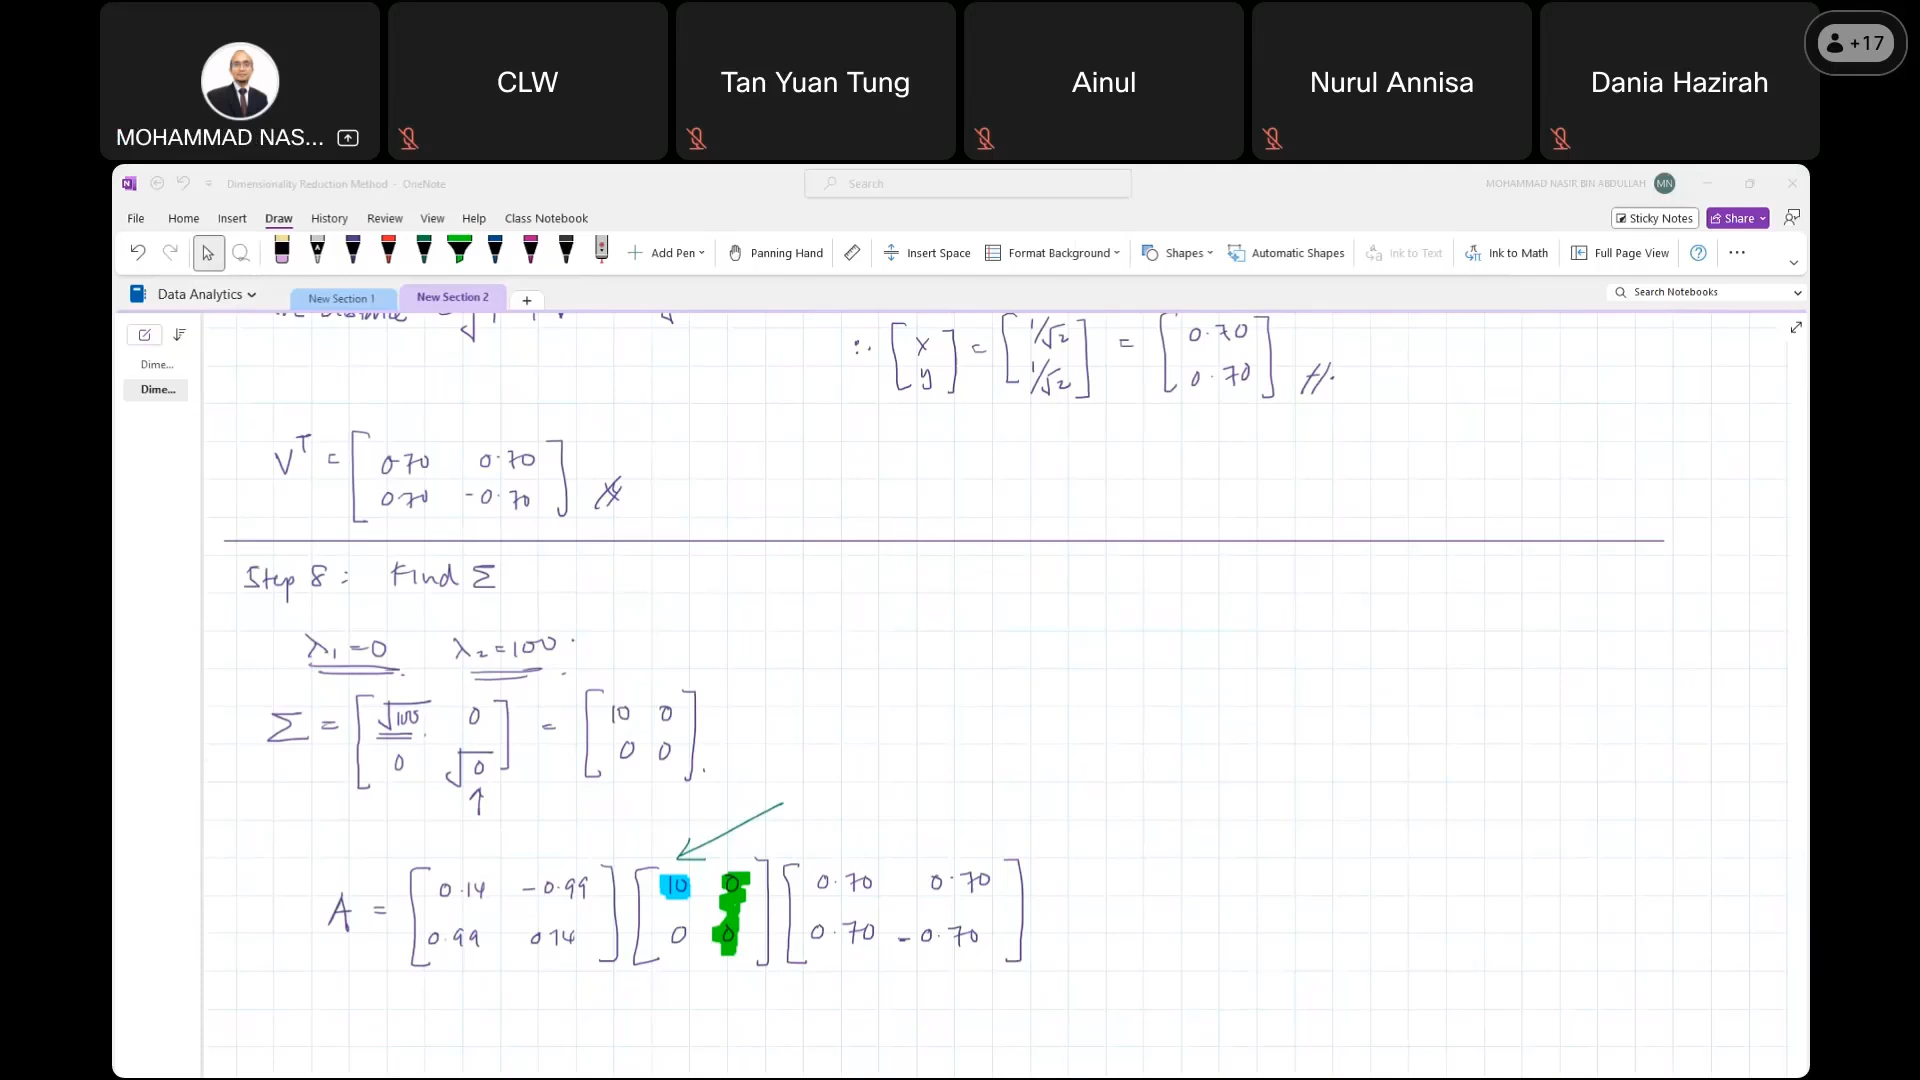 CLW
Tan Yuan Tung
Ainul
Nurul Annisa
Dania Hazirah
+17
MOHAMMAD NAS...
Dimensionality Reduction Method - OneNote
Search
MOHAMMAD NASIR BIN ABDULLAH
MN
File Home Insert Draw History Review View Help Class Notebook
Sticky Notes
Share
Add Pen
Panning Hand
Insert Space
Format Background
Shapes
Automatic Shapes
Ink to Text
Ink to Math
Full Page View
Data Analytics
New Section 1
New Section 2
Search Notebooks
Dime...
Dime...
∴ [x y] = [1/√2 1/√2] = [0.70 0.70]
V^T = [0.70 0.70
0.70 -0.70]
Step 8: Find Σ
λ₁=0 λ₂=100
Σ = [√100 0
0 √0] = [10 0
0 0].
A = [0.14 -0.99
0.99 0.14] [10 0
0 0] [0.70 0.70
0.70 -0.70]